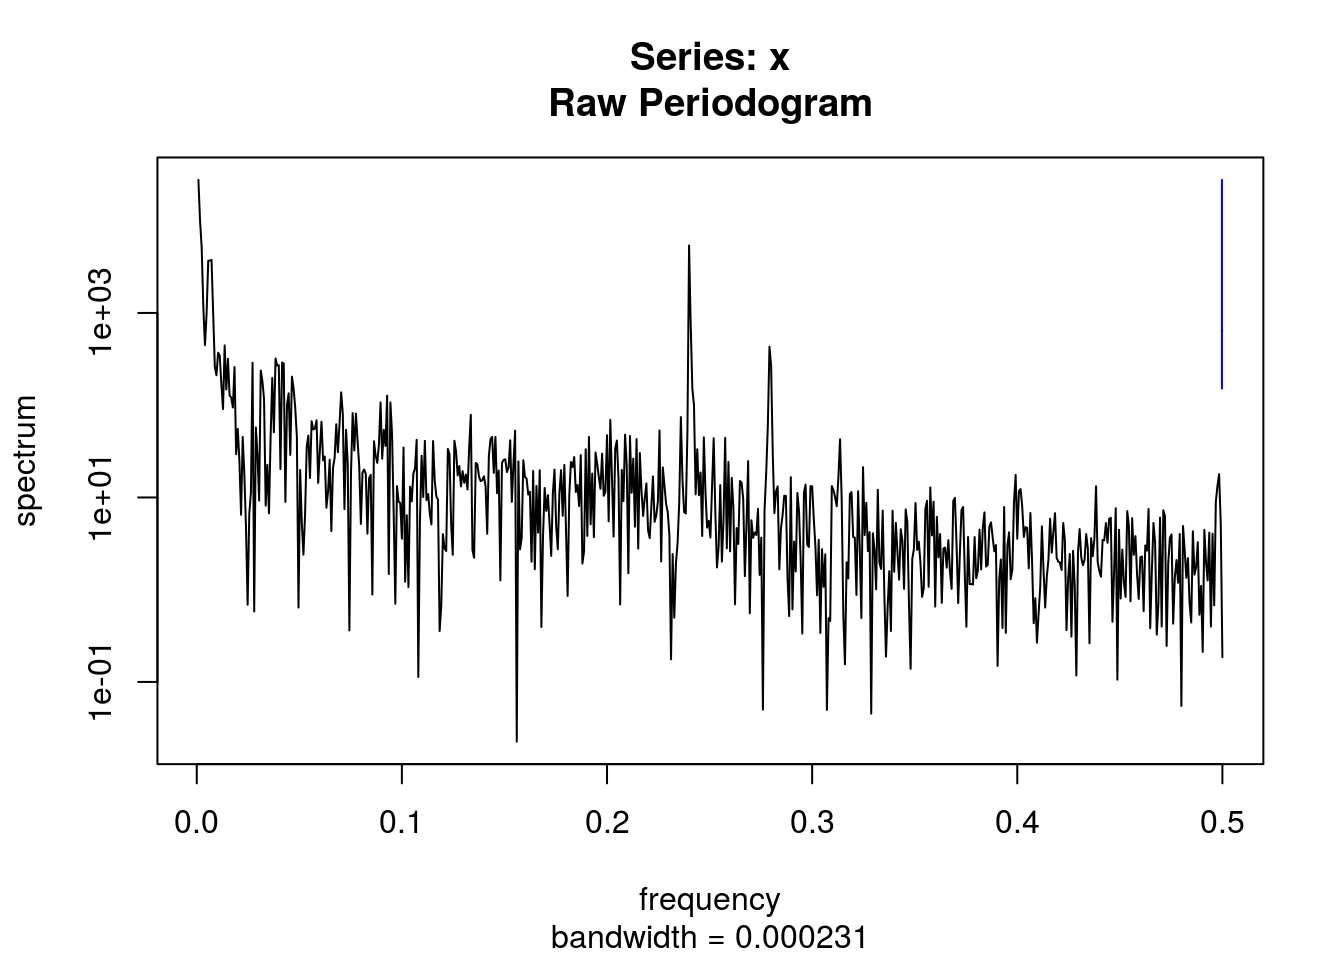 Series: x
Raw Periodogram
spectrum
1e+03
1e+01
1e-01
0.0 0.1 0.2 0.3 0.4 0.5
frequency
bandwidth = 0.000231